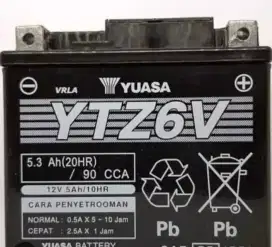 VRLA YUASA
YTZ6V
5.3 Ah(20HR)
/ 90 CCA
12V 5Ah/10HR
CARA PENYETROOMAN
NORMAL : 0.5A X 5 - 10 Jam
CEPAT : 2.5A X 1 Jam
Pb Pb
YUASA BATTERY